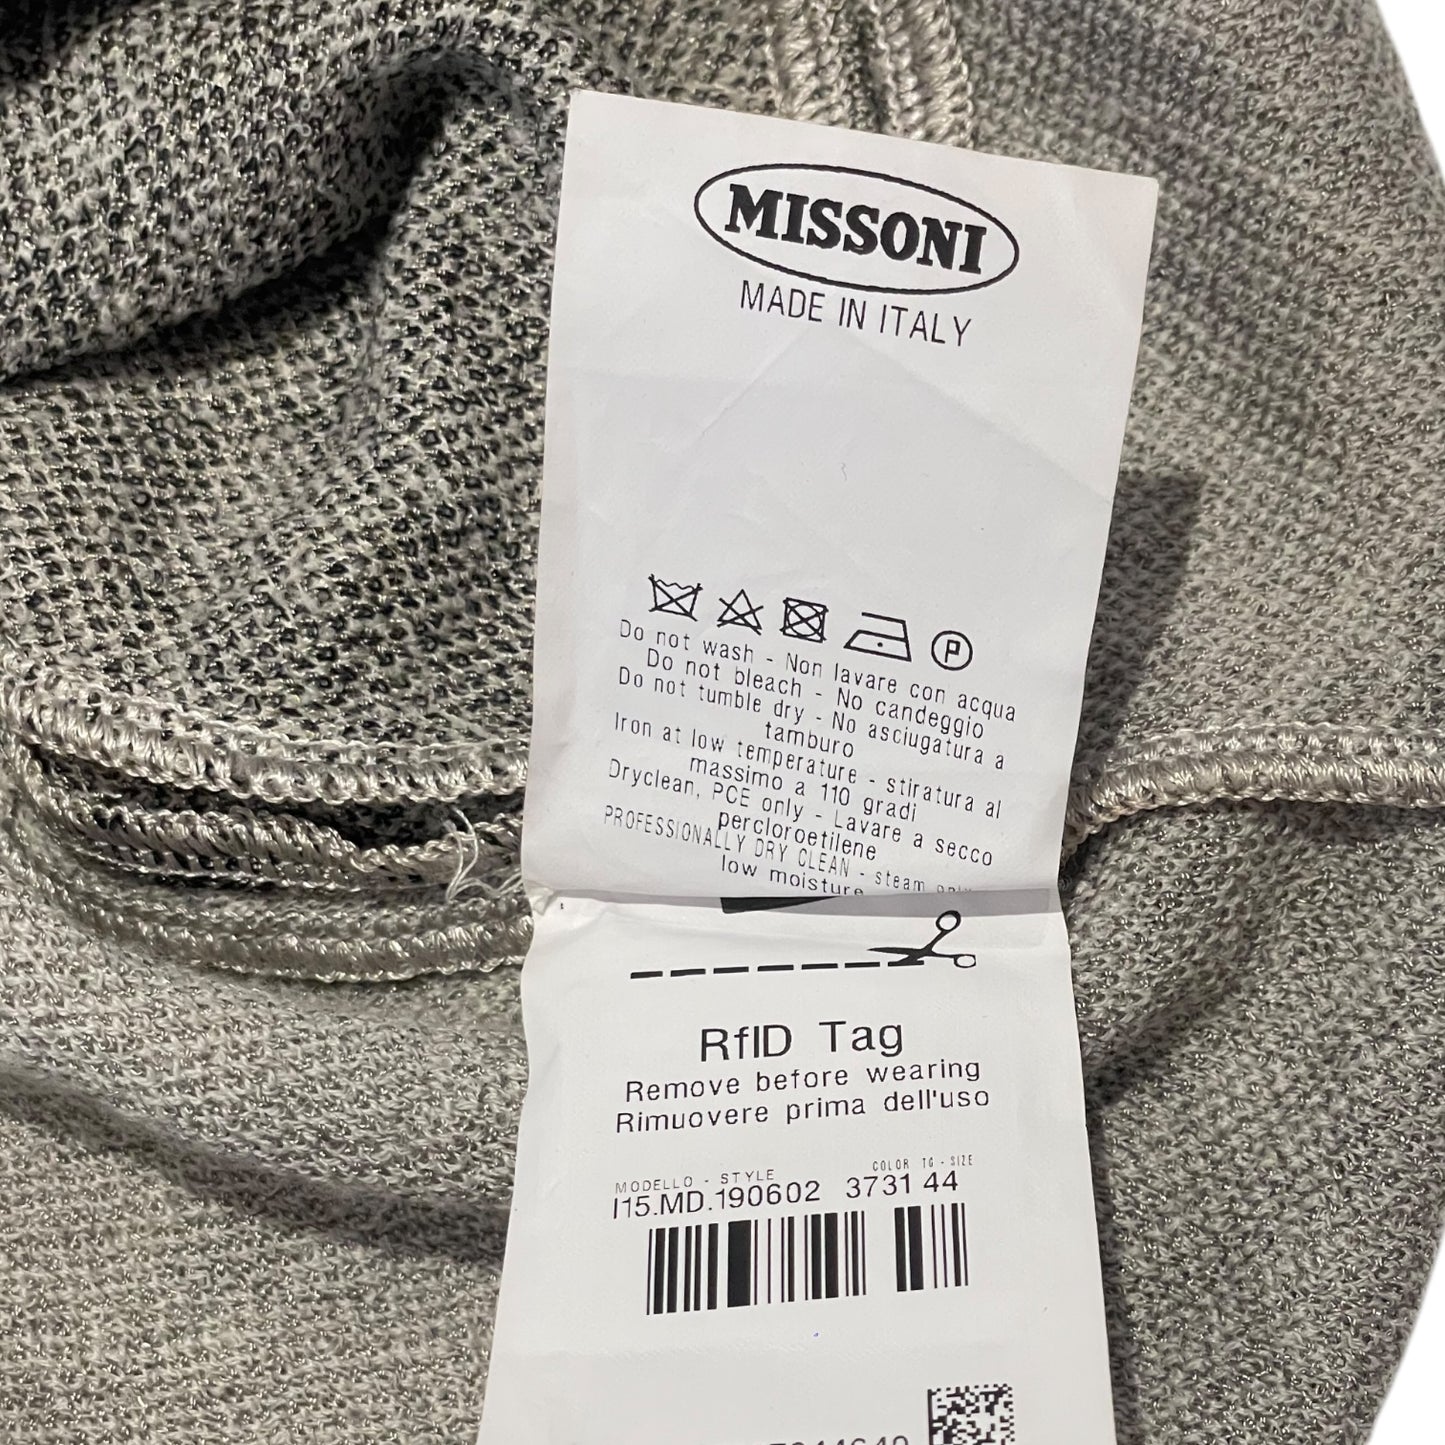 MISSONI
MADE IN ITALY
P
Do not wash - Non lavare con acqua
Do not bleach - No candeggio
Do not tumble dry - No asciugatura a
tamburo
Iron at low temperature - stiratura al
massimo a 110 gradi
Dryclean, PCE only - Lavare a secco
percloroetilene
PROFESSIONALLY DRY CLEAN - steam only
low moisture
RfID Tag
Remove before wearing
Rimuovere prima dell'uso
MODELLO - STYLE COLOR TG - SIZE
I15.MD.190602 3731 44